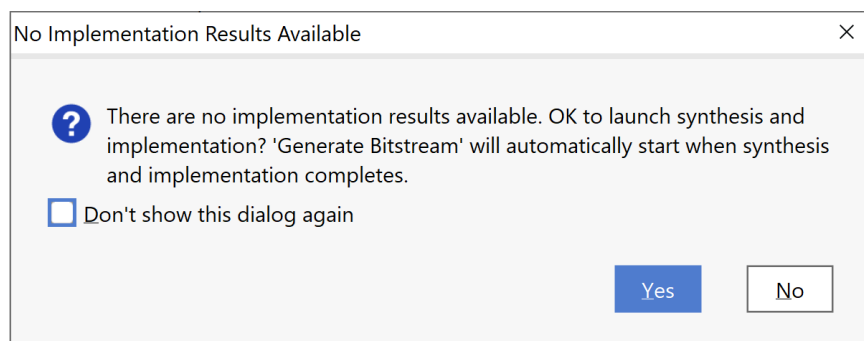 No Implementation Results Available
There are no implementation results available. OK to launch synthesis and
implementation? 'Generate Bitstream' will automatically start when synthesis
and implementation completes.
Don't show this dialog again
Yes
No